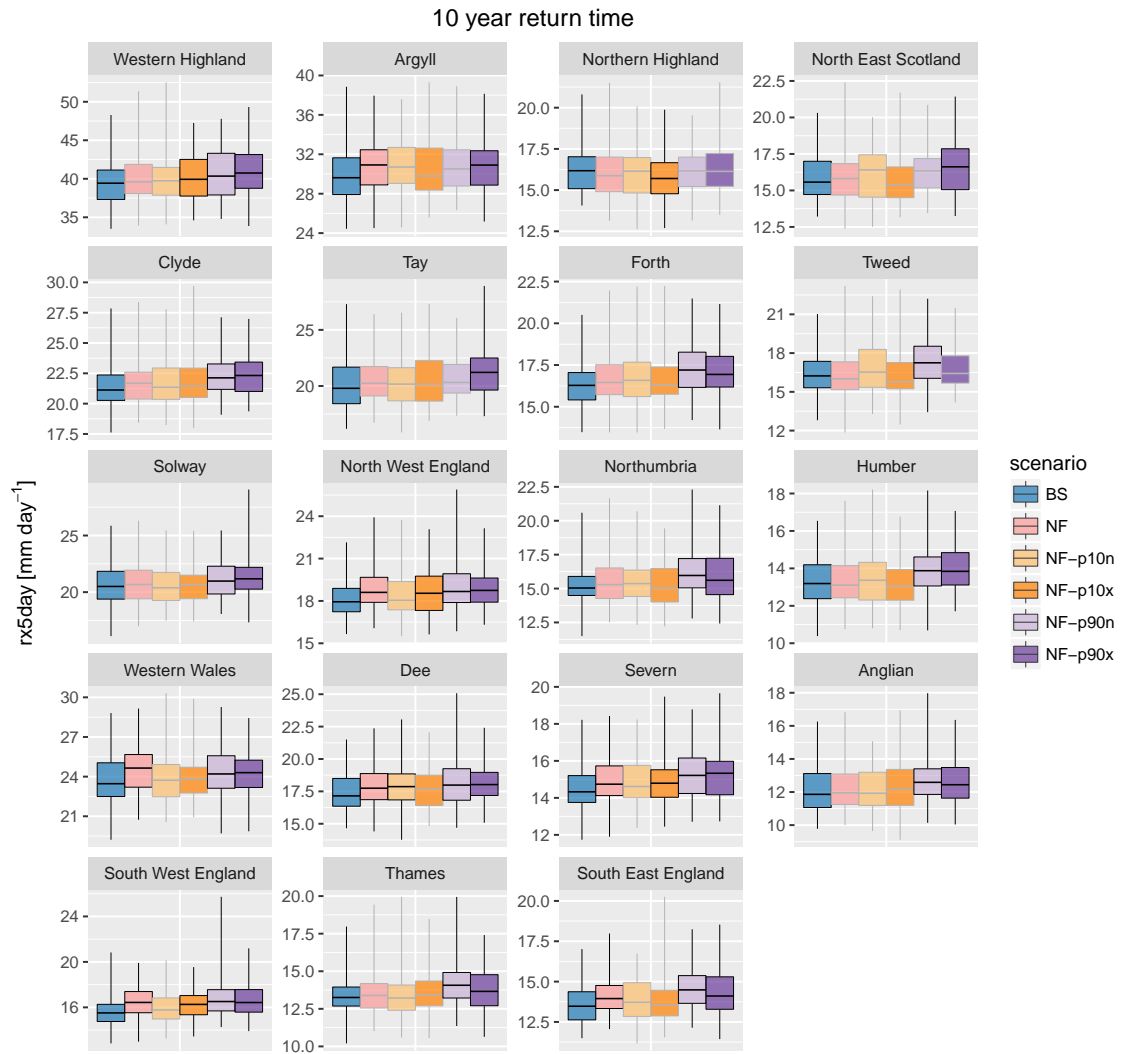 10 year return time
Western Highland
Argyll
Northern Highland
North East Scotland
50
45
40
35
40
36
32
28
24
20.0
17.5
15.0
12.5
22.5
20.0
17.5
15.0
12.5
Clyde
Tay
Forth
Tweed
30.0
27.5
25.0
22.5
20.0
17.5
25
20
22.5
20.0
17.5
15.0
21
18
15
12
Solway
North West England
Northumbria
Humber
25
20
27
24
21
18
15
22.5
20.0
17.5
15.0
12.5
18
16
14
12
10
Western Wales
Dee
Severn
Anglian
30
27
24
21
25.0
22.5
20.0
17.5
15.0
20
18
16
14
12
18
16
14
12
10
South West England
Thames
South East England
24
20
16
20.0
17.5
15.0
12.5
10.0
20.0
17.5
15.0
12.5
rx5day [mm day⁻¹]
scenario
BS
NF
NF−p10n
NF−p10x
NF−p90n
NF−p90x